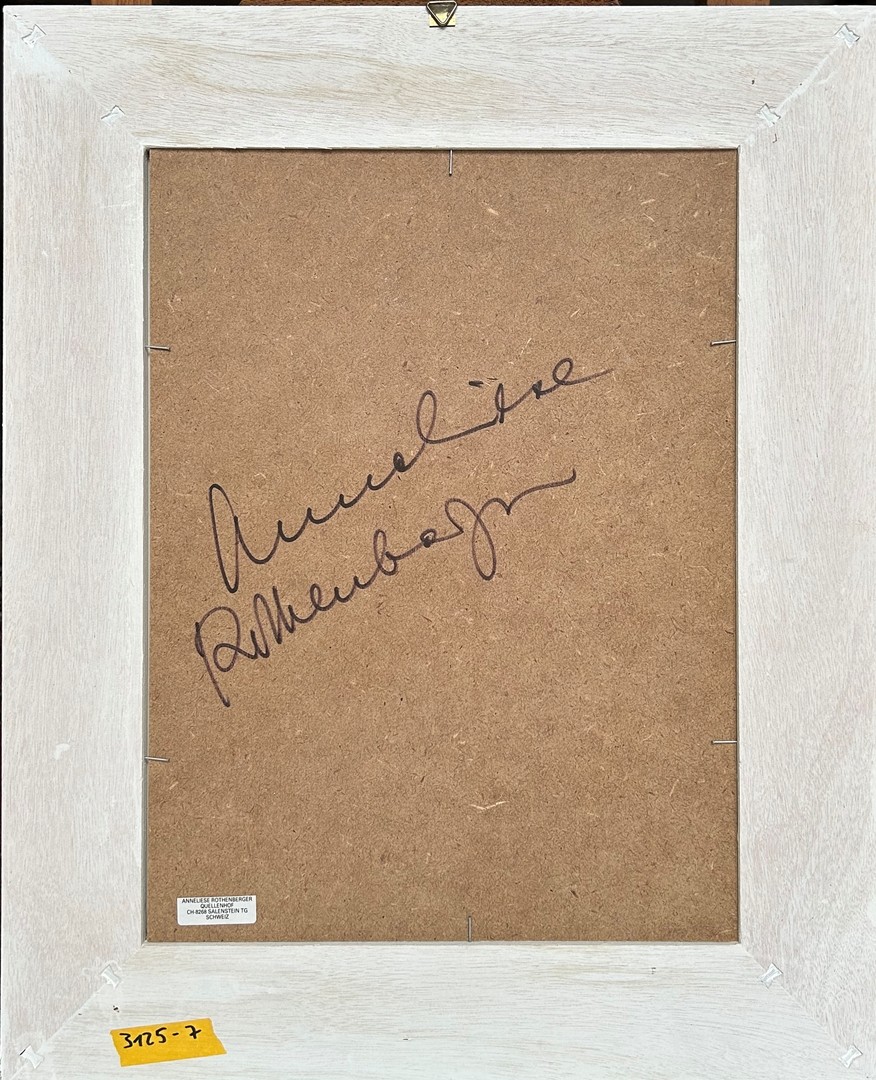 Anneliese
Rothenberger
ANNELIESE ROTHENBERGER
QUELLENHOF
CH-8268 SALENSTEIN TG
SCHWEIZ
3125-7